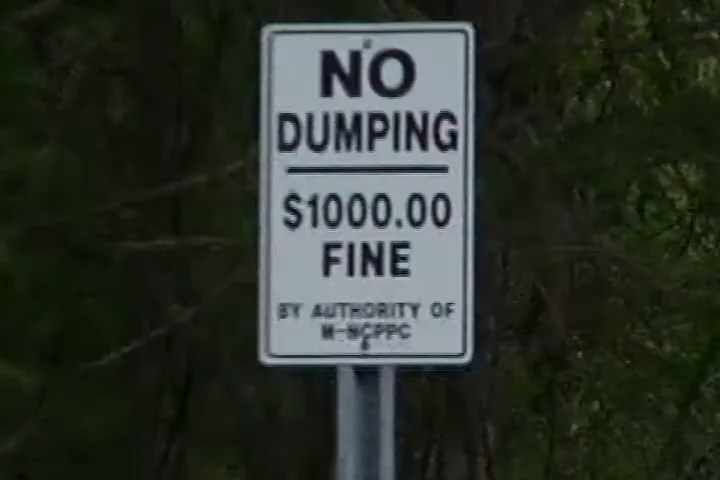 NO
DUMPING
$1000.00
FINE
BY AUTHORITY OF
M-NCPPC